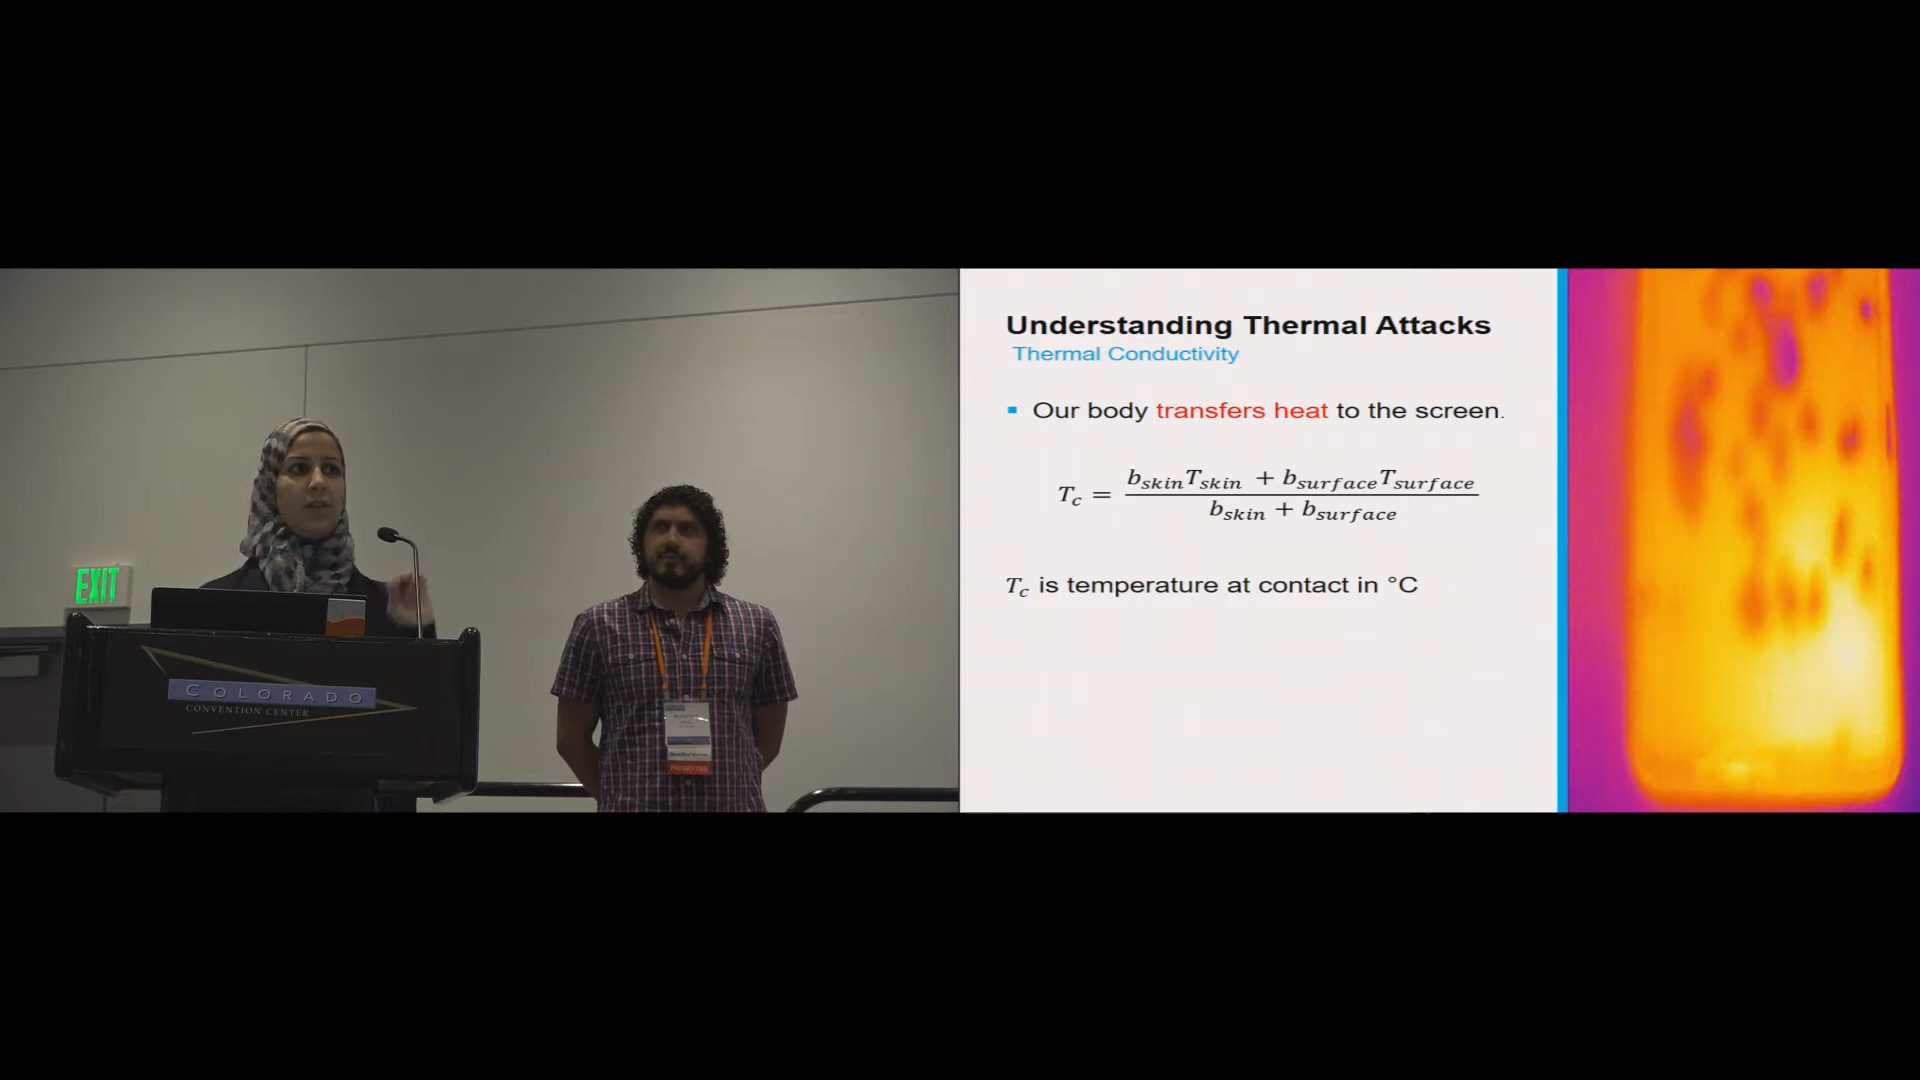 EXIT
COLORADO
CONVENTION CENTER
PRESENTER
Understanding Thermal Attacks
Thermal Conductivity
▪ Our body transfers heat to the screen.
T_c = (b_skin T_skin + b_surface T_surface) / (b_skin + b_surface)
T_c is temperature at contact in °C